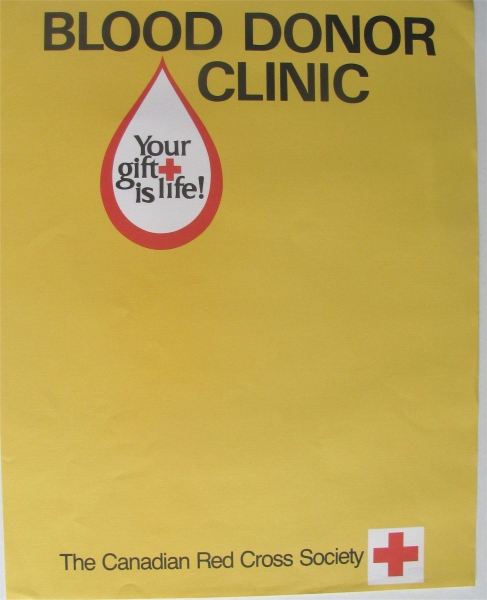 BLOOD DONOR
CLINIC
Your
gift
is life!
The Canadian Red Cross Society